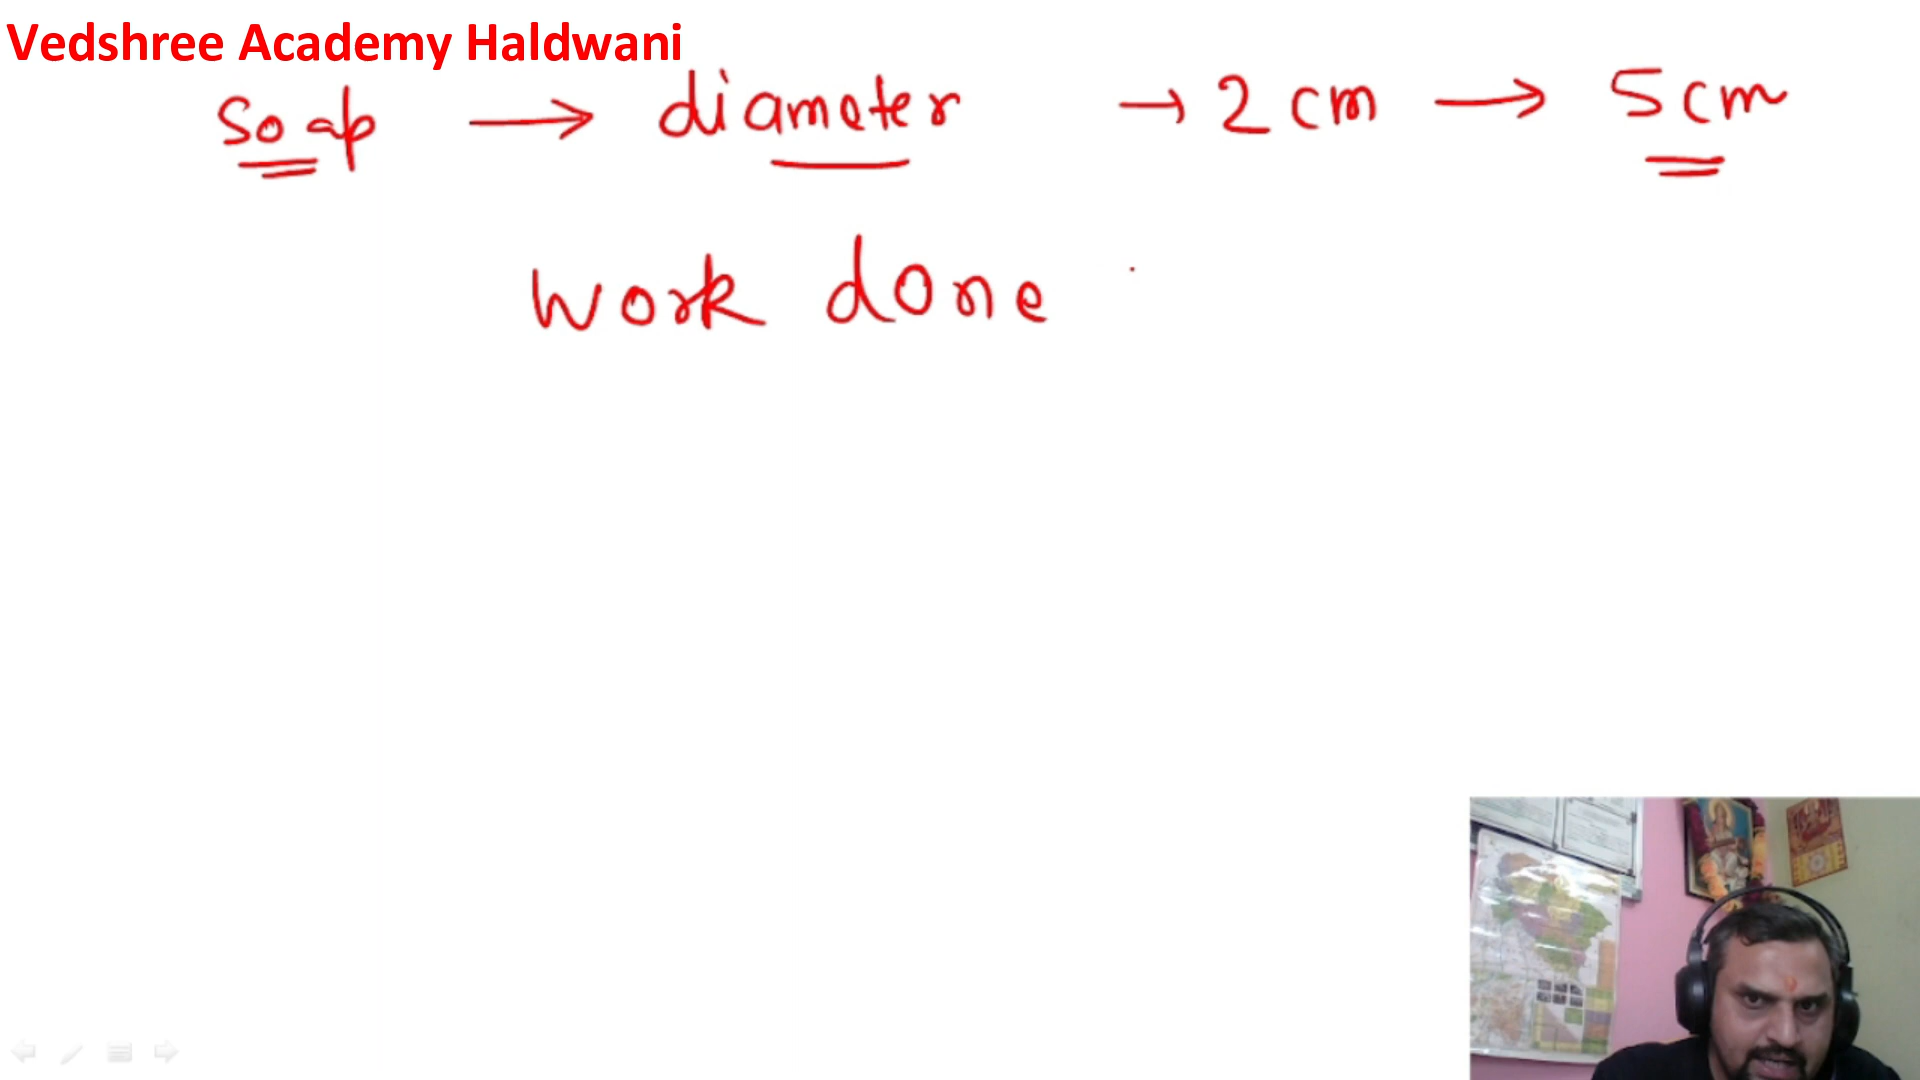 Vedshree Academy Haldwani
soap → diameter → 2 cm → 5 cm
work done